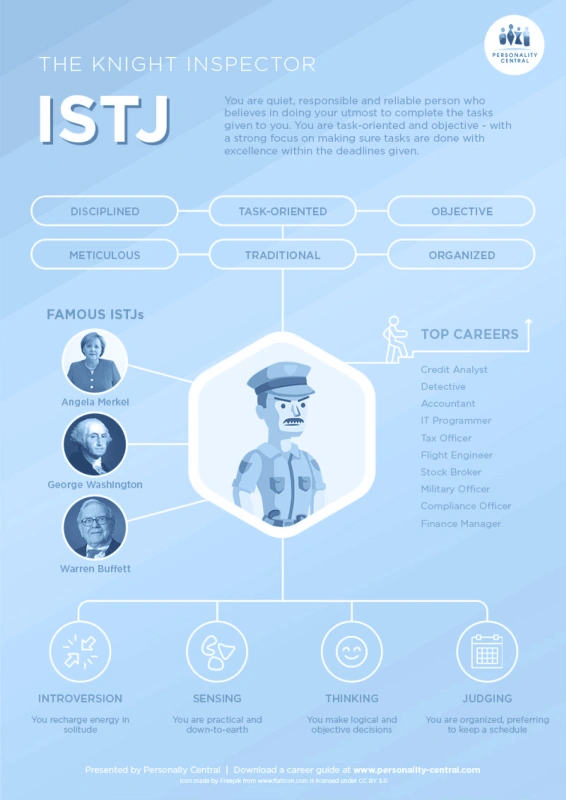 PERSONALITY
CENTRAL
THE KNIGHT INSPECTOR
ISTJ
You are quiet, responsible and reliable person who
believes in doing your utmost to complete the tasks
given to you. You are task-oriented and objective - with
a strong focus on making sure tasks are done with
excellence within the deadlines given.
DISCIPLINED
TASK-ORIENTED
OBJECTIVE
METICULOUS
TRADITIONAL
ORGANIZED
FAMOUS ISTJs
Angela Merkel
George Washington
Warren Buffett
TOP CAREERS
Credit Analyst
Detective
Accountant
IT Programmer
Tax Officer
Flight Engineer
Stock Broker
Military Officer
Compliance Officer
Finance Manager
INTROVERSION
You recharge energy in
solitude
SENSING
You are practical and
down-to-earth
THINKING
You make logical and
objective decisions
JUDGING
You are organized, preferring
to keep a schedule
Presented by Personally Central | Download a career guide at www.personality-central.com
Icon made by Freepik from www.flaticon.com is licensed under CC BY 3.0